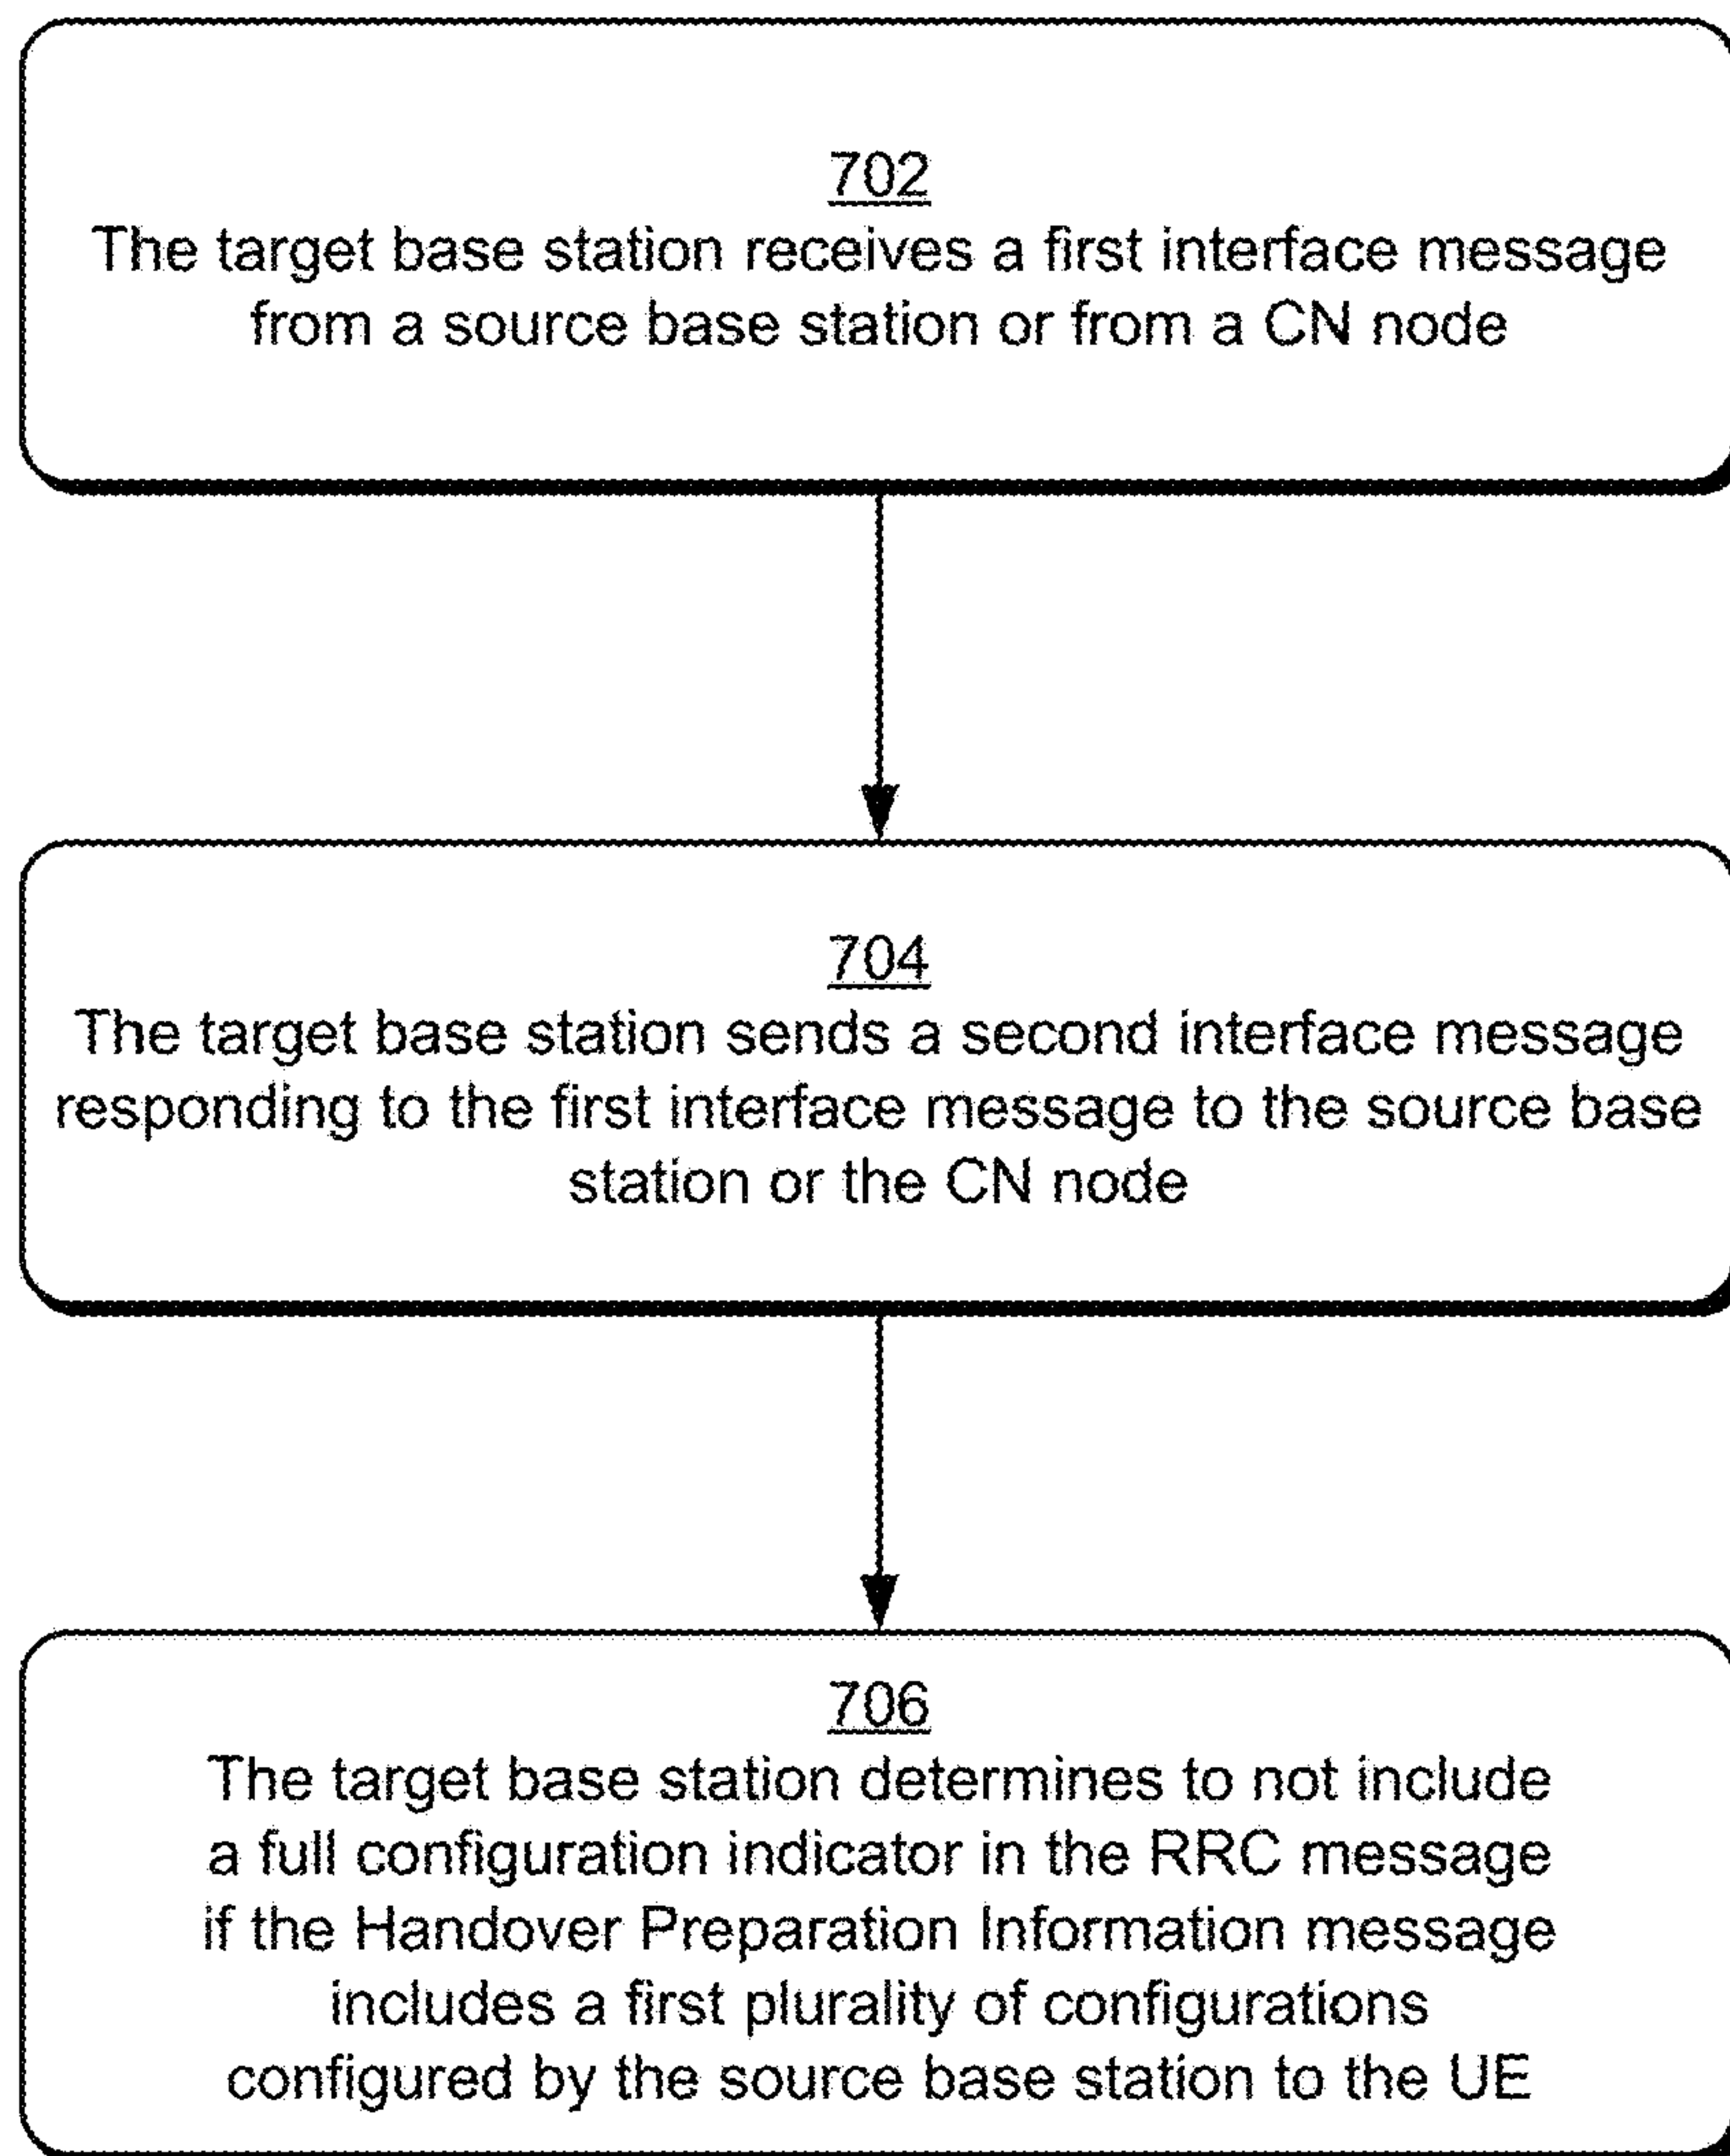 702
The target base station receives a first interface message
from a source base station or from a CN node
704
The target base station sends a second interface message
responding to the first interface message to the source base
station or the CN node
706
The target base station determines to not include
a full configuration indicator in the RRC message
if the Handover Preparation Information message
includes a first plurality of configurations
configured by the source base station to the UE